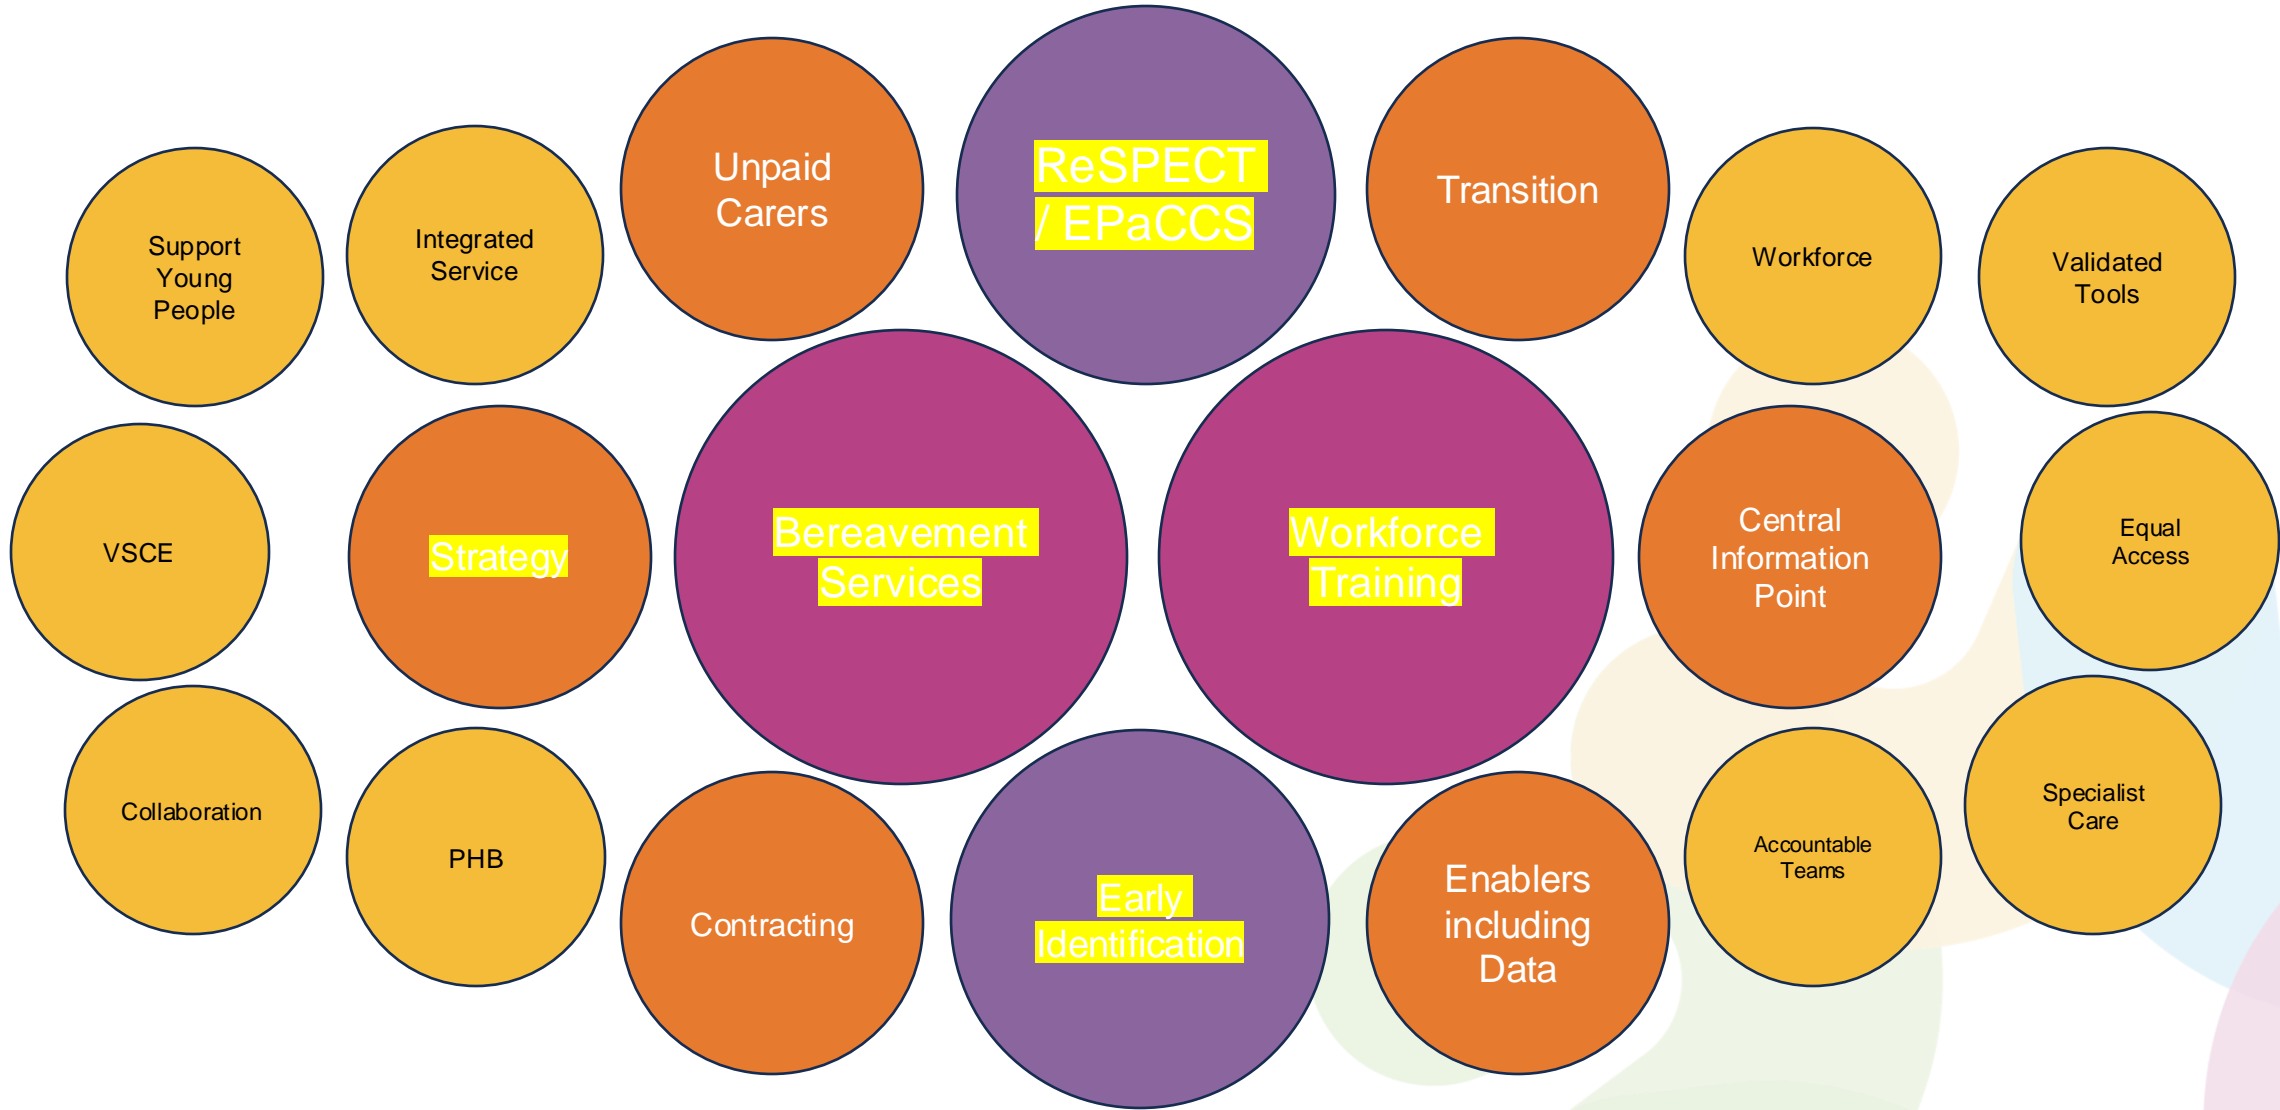 Support
Young
People
Integrated
Service
Unpaid
Carers
ReSPECT
/ EPaCCS
Transition
Workforce
Validated
Tools
VSCE
Strategy
Bereavement
Services
Workforce
Training
Central
Information
Point
Equal
Access
Collaboration
PHB
Contracting
Early
Identification
Enablers
including
Data
Accountable
Teams
Specialist
Care